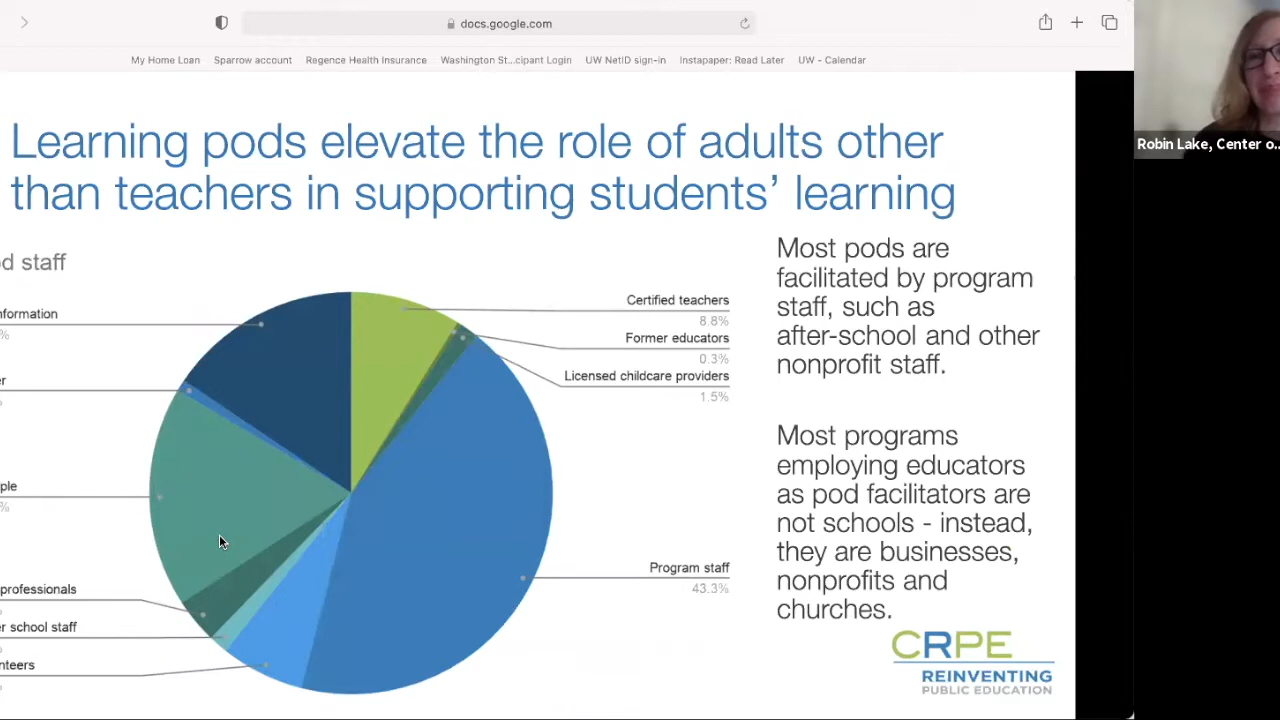 docs.google.com
My Home Loan
Sparrow account
Regence Health Insurance
Washington St...cipant Login
UW NetID sign-in
Instapaper: Read Later
UW - Calendar
Robin Lake, Center o...
Learning pods elevate the role of adults other
than teachers in supporting students’ learning
d staff
nformation
%
er
ple
%
professionals
er school staff
nteers
Certified teachers
8.8%
Former educators
0.3%
Licensed childcare providers
1.5%
Program staff
43.3%
Most pods are
facilitated by program
staff, such as
after-school and other
nonprofit staff.
Most programs
employing educators
as pod facilitators are
not schools - instead,
they are businesses,
nonprofits and
churches.
CRPE
REINVENTING
PUBLIC EDUCATION